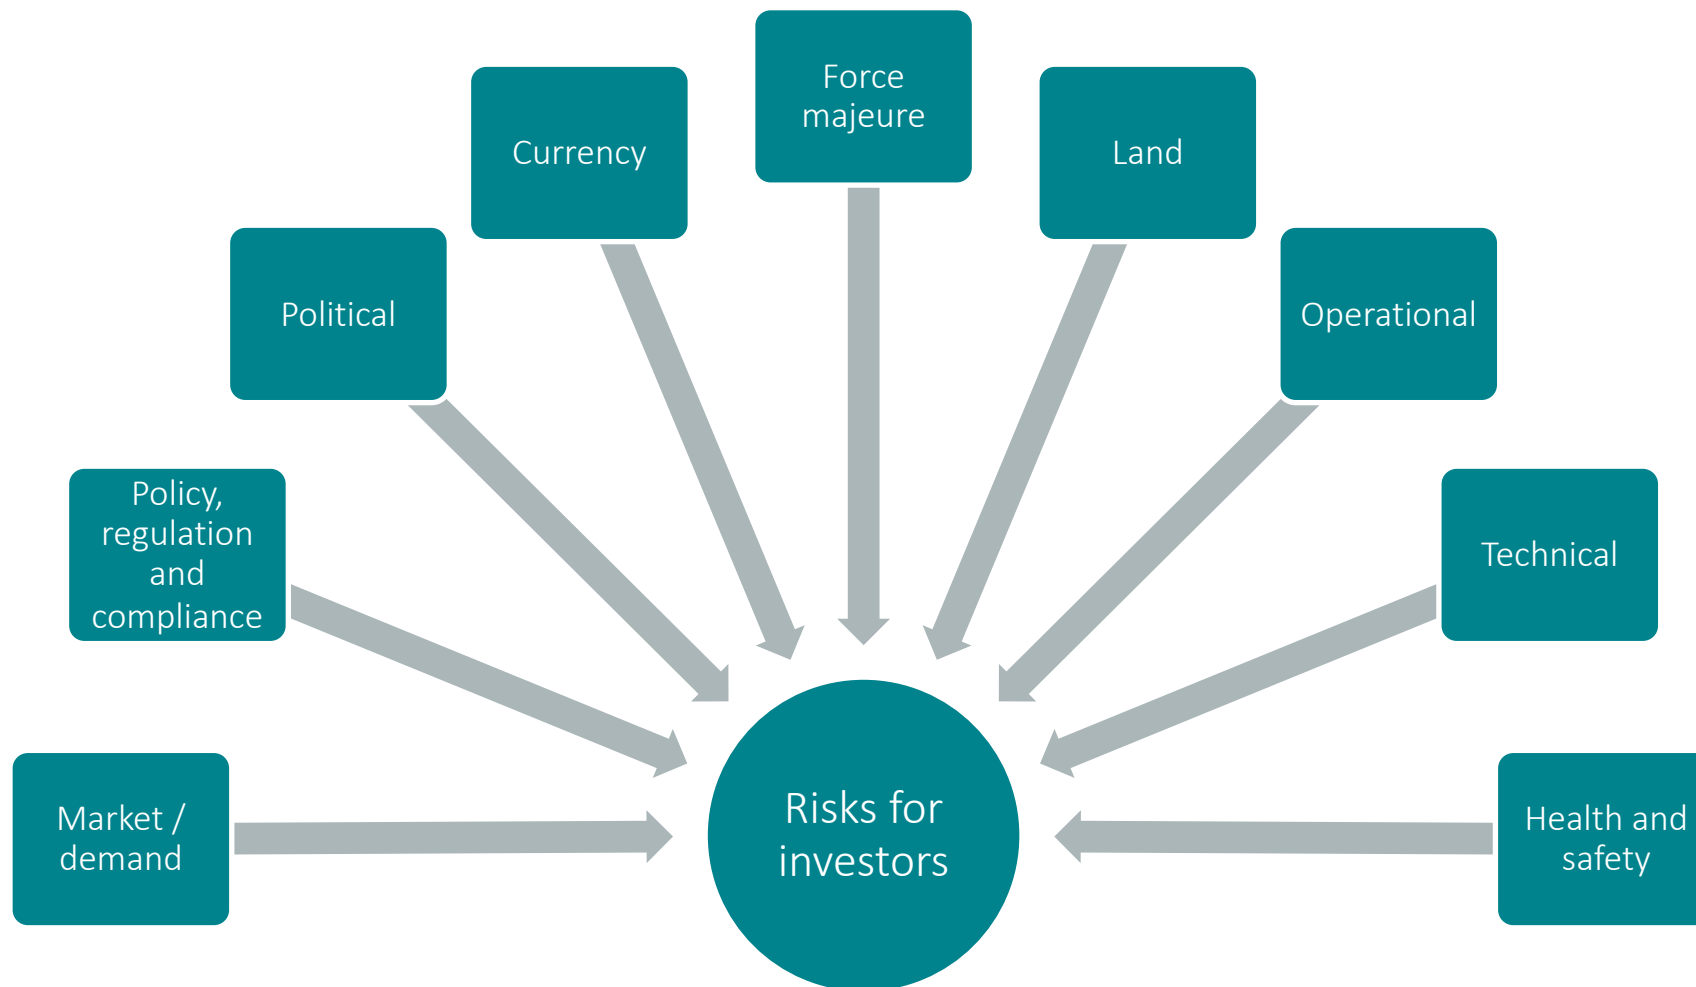 Force
majeure
Currency
Land
Political
Operational
Policy,
regulation
and
compliance
Technical
Market /
demand
Risks for
investors
Health and
safety